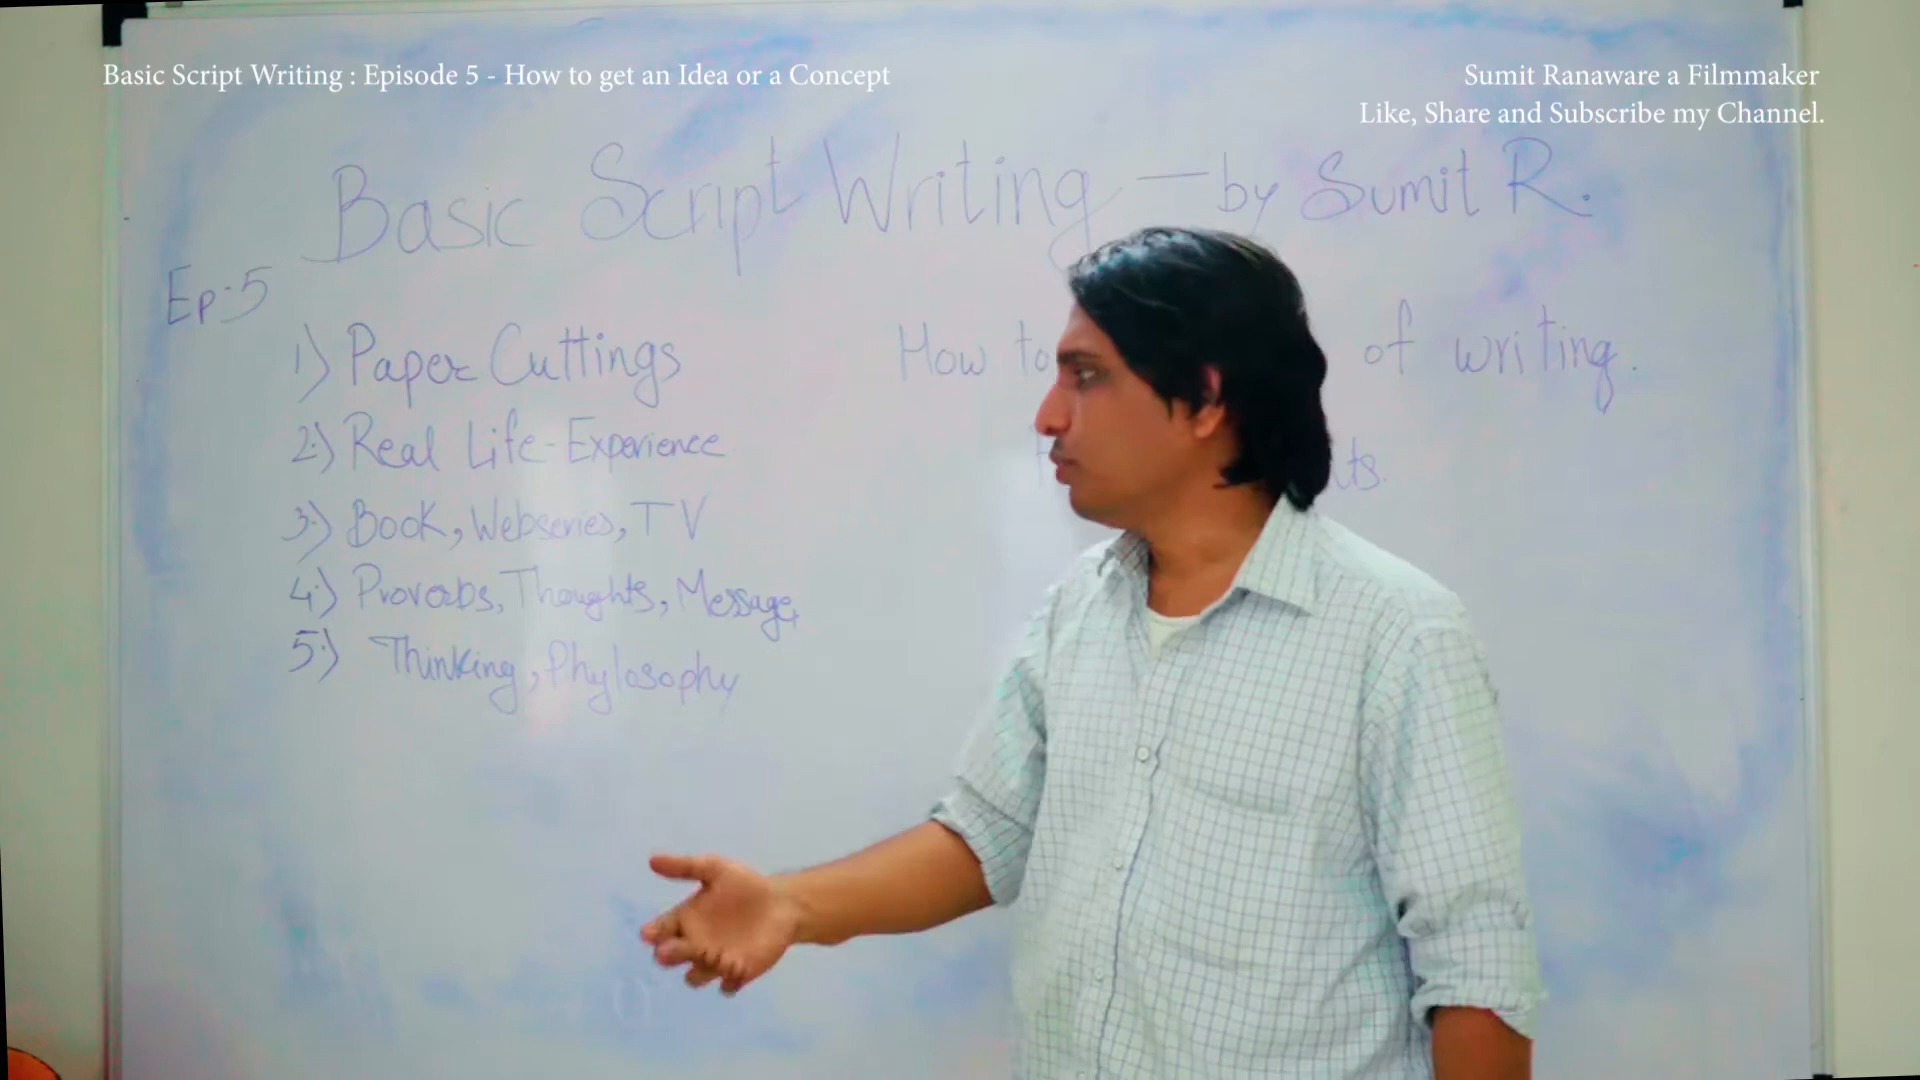 Basic Script Writing : Episode 5 - How to get an Idea or a Concept
Sumit Ranaware a Filmmaker
Like, Share and Subscribe my Channel.
Basic Script Writing - by Sumit R.
Ep.5
1) Paper Cuttings
2) Real Life-Experience
3) Book, Webseries, TV
4) Proverbs, Thoughts, Message,
5) Thinking, Phylosophy
How to of writing.